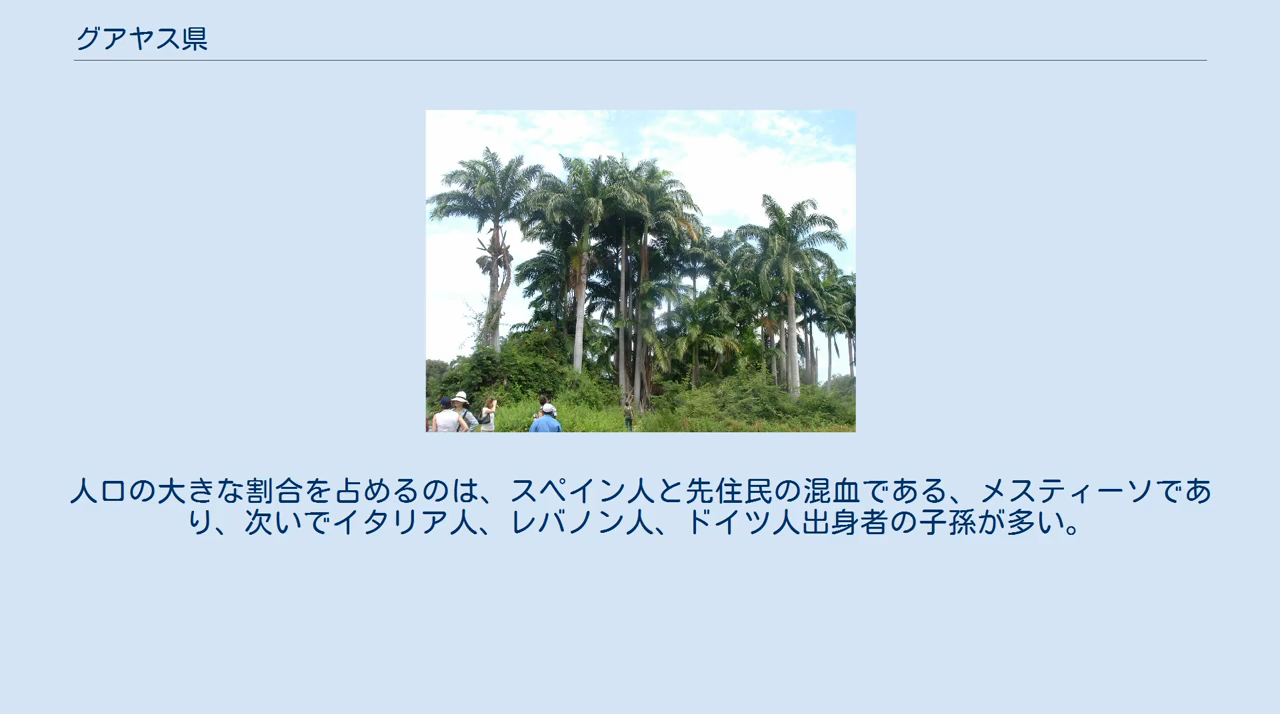 グアヤス県
人口の大きな割合を占めるのは、スペイン人と先住民の混血である、メスティーソであ
り、次いでイタリア人、レバノン人、ドイツ人出身者の子孫が多い。